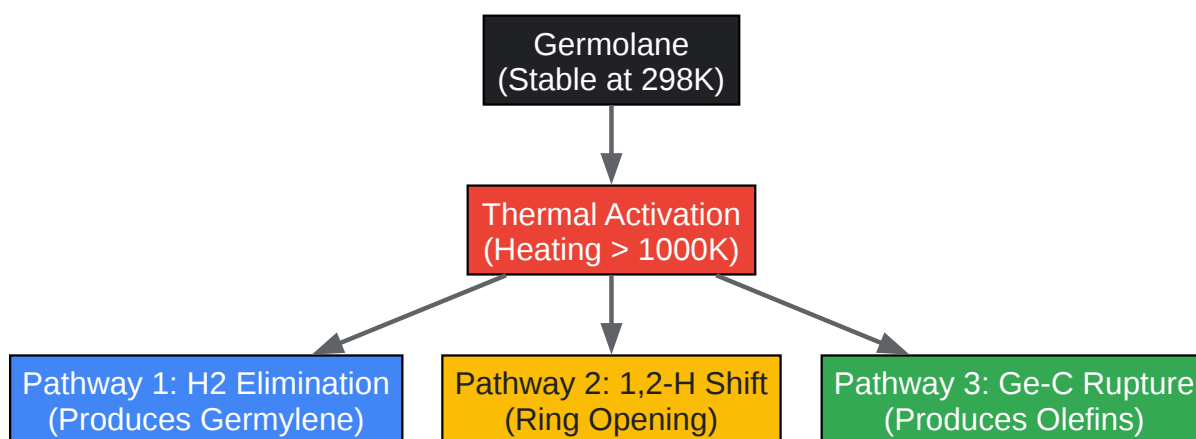 Germolane
(Stable at 298K)
Thermal Activation
(Heating > 1000K)
Pathway 1: H2 Elimination
(Produces Germylene)
Pathway 2: 1,2-H Shift
(Ring Opening)
Pathway 3: Ge-C Rupture
(Produces Olefins)